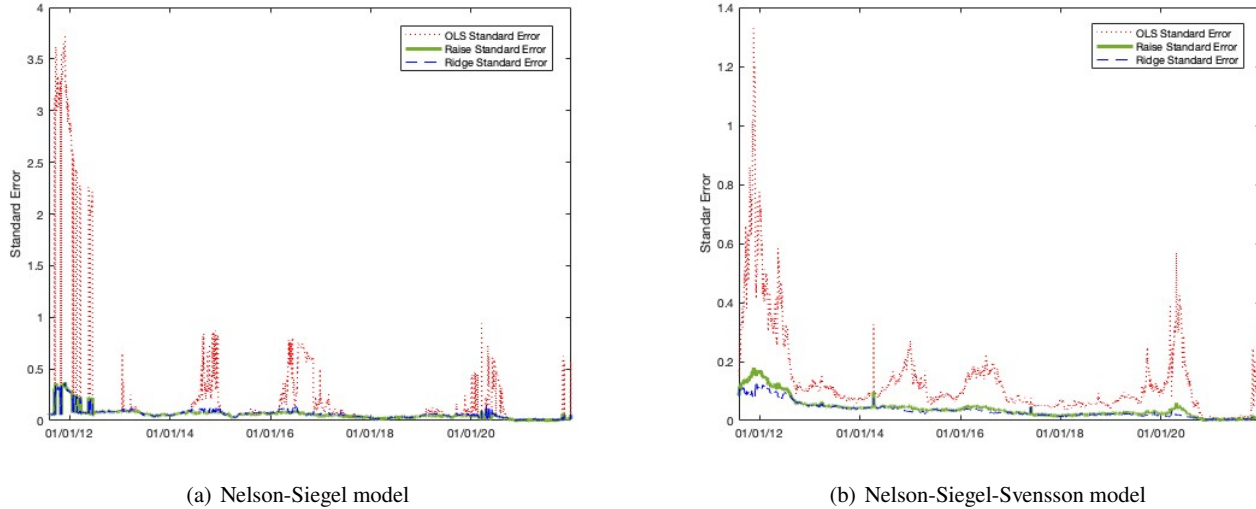 4
3.5
3
2.5
2
1.5
1
0.5
0
Standard Error
01/01/12
01/01/14
01/01/16
01/01/18
01/01/20
OLS Standard Error
Raise Standard Error
Ridge Standard Error
(a) Nelson-Siegel model
1.4
1.2
1
0.8
0.6
0.4
0.2
0
Standar Error
01/01/12
01/01/14
01/01/16
01/01/18
01/01/20
OLS Standard Error
Raise Standard Error
Ridge Standard Error
(b) Nelson-Siegel-Svensson model